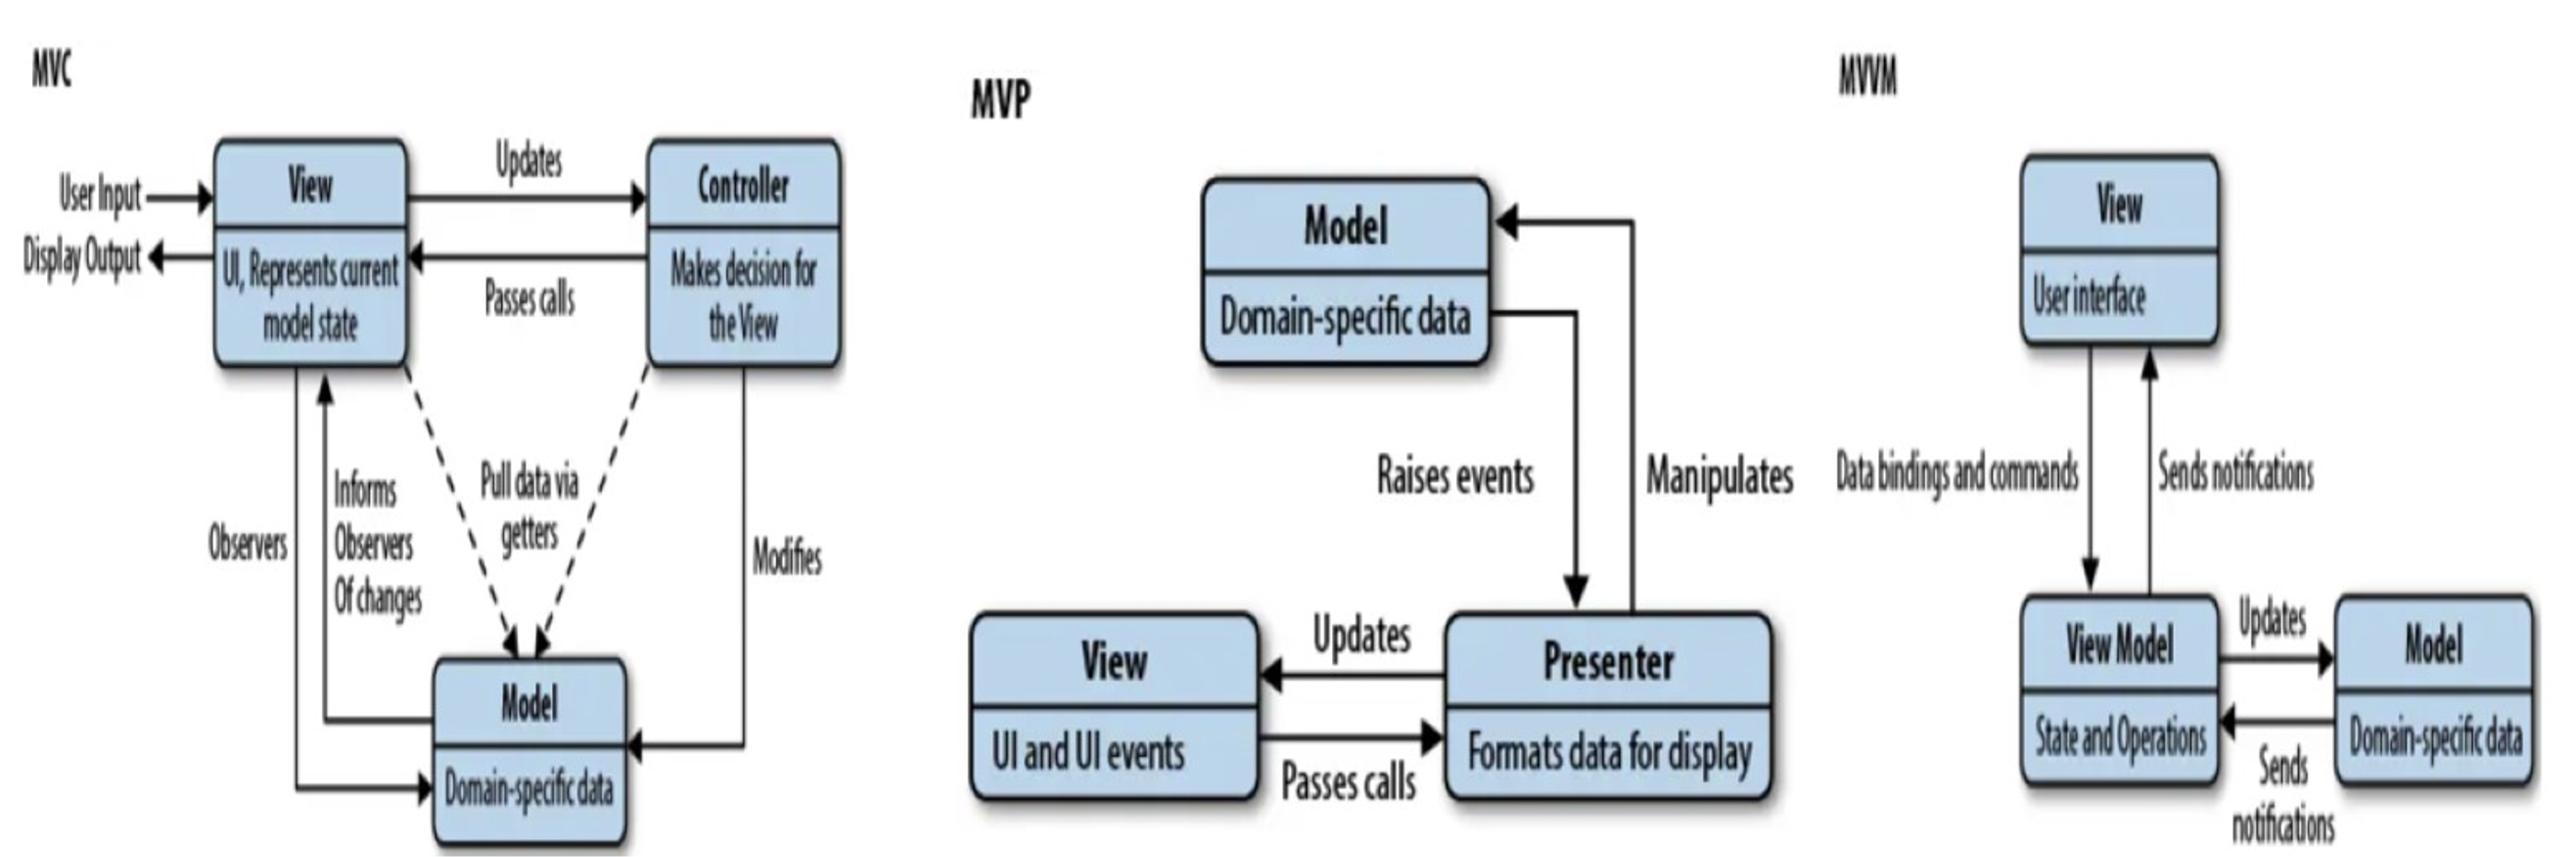 MVC
User Input
Display Output
View
UI, Represents current
model state
Updates
Passes calls
Controller
Makes decision for
the View
Observers
Informs
Observers
Of changes
Pull data via
getters
Modifies
Model
Domain-specific data
MVP
Model
Domain-specific data
Raises events
Manipulates
View
UI and UI events
Updates
Passes calls
Presenter
Formats data for display
MVVM
View
User interface
Data bindings and commands
Sends notifications
View Model
State and Operations
Updates
Sends
notifications
Model
Domain-specific data